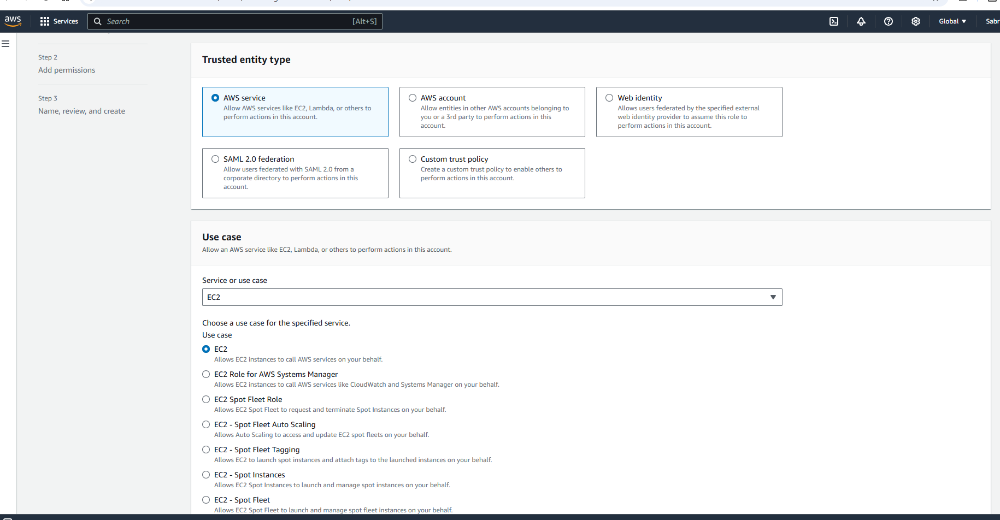 aws
Services
Search
[Alt+S]
Global
Sabr
Step 2
Add permissions
Step 3
Name, review, and create
Trusted entity type
AWS service
Allow AWS services like EC2, Lambda, or others to
perform actions in this account.
AWS account
Allow entities in other AWS accounts belonging to
you or a 3rd party to perform actions in this
account.
Web identity
Allows users federated by the specified external
web identity provider to assume this role to
perform actions in this account.
SAML 2.0 federation
Allow users federated with SAML 2.0 from a
corporate directory to perform actions in this
account.
Custom trust policy
Create a custom trust policy to enable others to
perform actions in this account.
Use case
Allow an AWS service like EC2, Lambda, or others to perform actions in this account.
Service or use case
EC2
Choose a use case for the specified service.
Use case
EC2
Allows EC2 instances to call AWS services on your behalf.
EC2 Role for AWS Systems Manager
Allows EC2 instances to call AWS services like CloudWatch and Systems Manager on your behalf.
EC2 Spot Fleet Role
Allows EC2 Spot Fleet to request and terminate Spot Instances on your behalf.
EC2 - Spot Fleet Auto Scaling
Allows Auto Scaling to access and update EC2 spot fleets on your behalf.
EC2 - Spot Fleet Tagging
Allows EC2 to launch spot instances and attach tags to the launched instances on your behalf.
EC2 - Spot Instances
Allows EC2 Spot Instances to launch and manage spot instances on your behalf.
EC2 - Spot Fleet
Allows EC2 Spot Fleet to launch and manage spot fleet instances on your behalf.